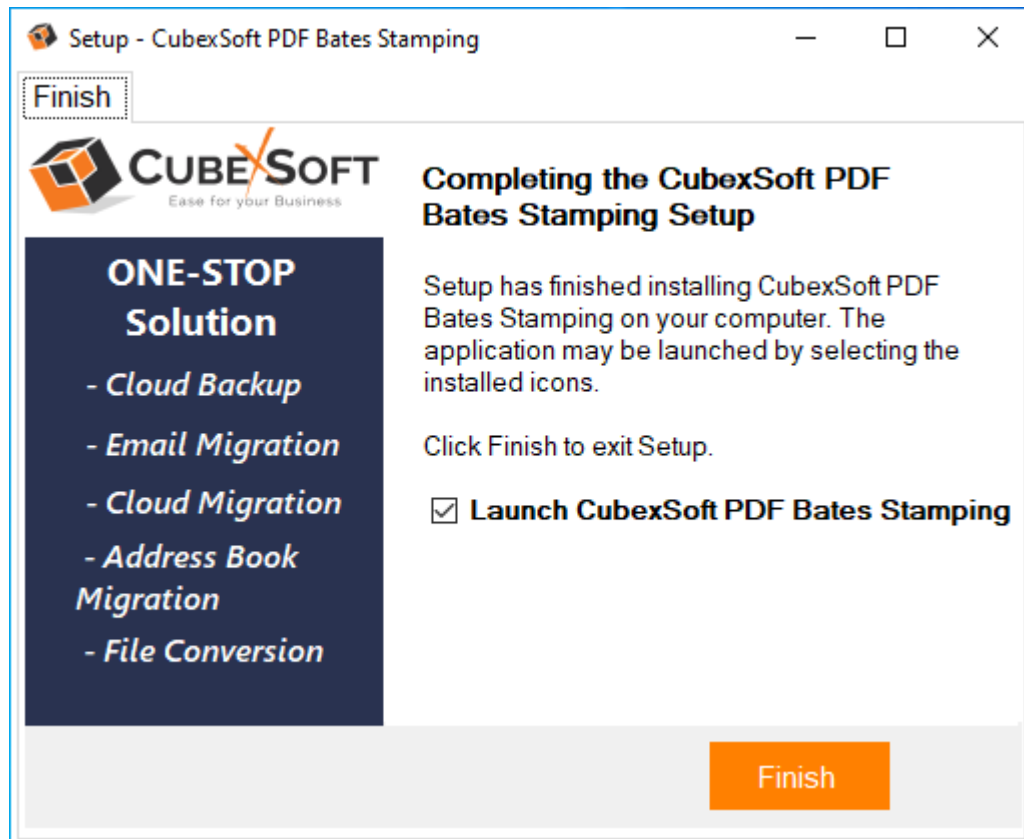 Setup - CubexSoft PDF Bates Stamping
Finish
CUBEXSOFT
Ease for your Business
ONE-STOP
Solution
- Cloud Backup
- Email Migration
- Cloud Migration
- Address Book
Migration
- File Conversion
Completing the CubexSoft PDF
Bates Stamping Setup
Setup has finished installing CubexSoft PDF
Bates Stamping on your computer. The
application may be launched by selecting the
installed icons.
Click Finish to exit Setup.
Launch CubexSoft PDF Bates Stamping
Finish